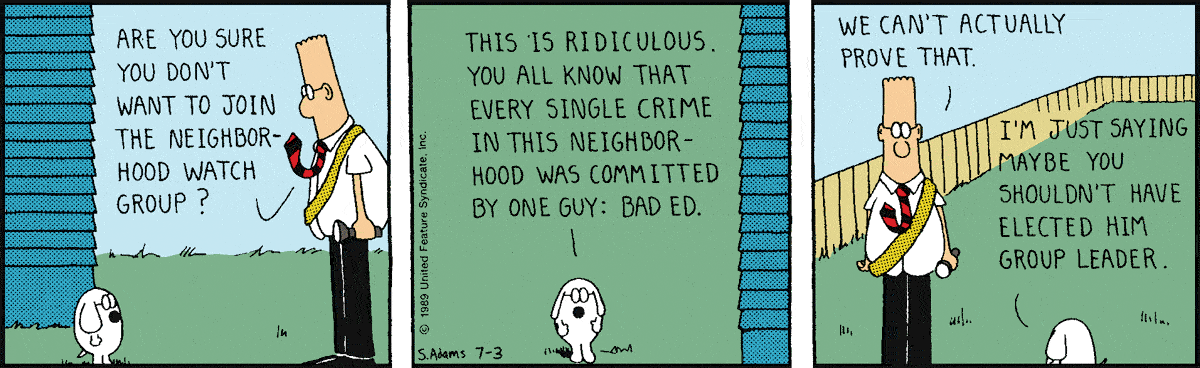 ARE YOU SURE
YOU DON'T
WANT TO JOIN
THE NEIGHBOR-
HOOD WATCH
GROUP?
THIS IS RIDICULOUS.
YOU ALL KNOW THAT
EVERY SINGLE CRIME
IN THIS NEIGHBOR-
HOOD WAS COMMITTED
BY ONE GUY: BAD ED.
© 1989 United Feature Syndicate, Inc.
S.Adams 7-3
WE CAN'T ACTUALLY
PROVE THAT.
I'M JUST SAYING
MAYBE YOU
SHOULDN'T HAVE
ELECTED HIM
GROUP LEADER.